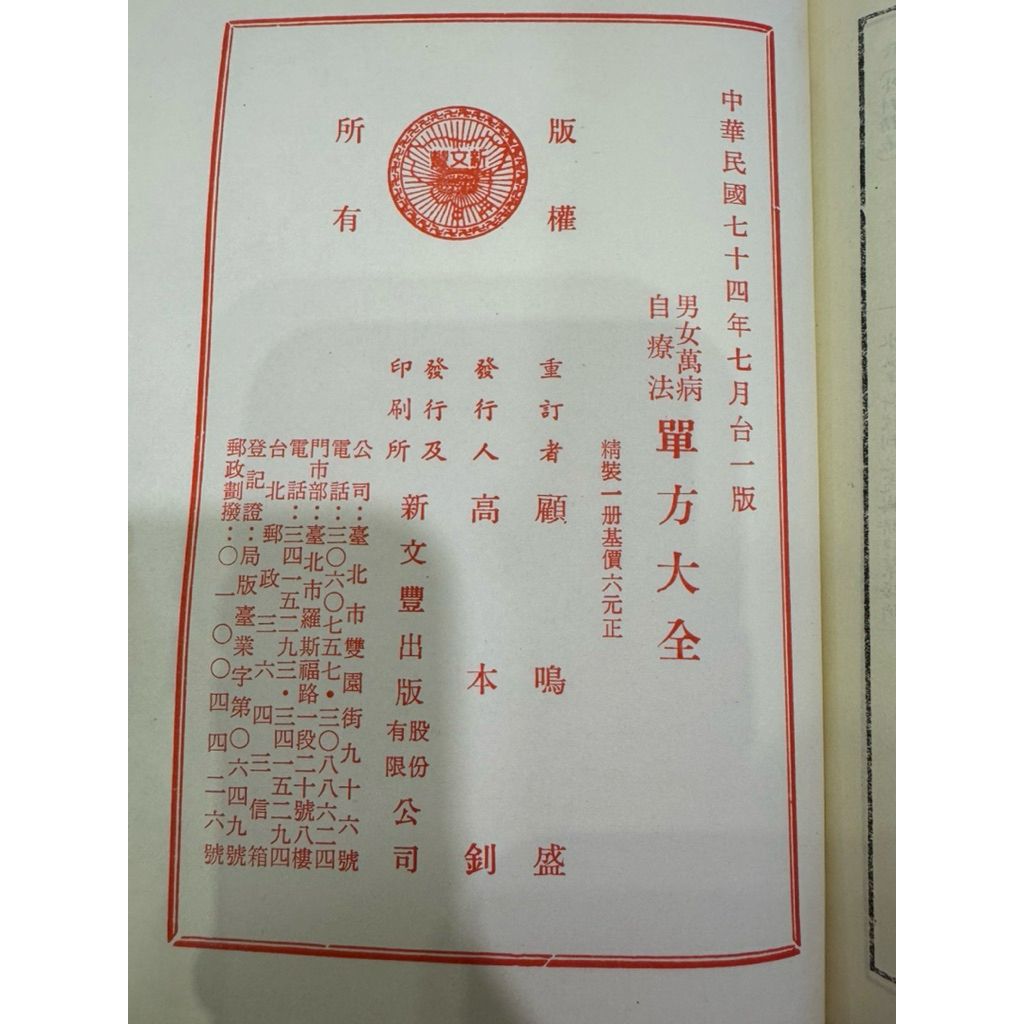 中華民國七十四年七月台一版
男女萬病
自療法
單方大全
精裝一册基價六元正
版權
新文豐
所有
重訂者 顧鳴盛
發行人 高本釗
發行及
印刷所
新文豐出版股份有限公司
公司：臺北市雙園街九十六號
電話：三〇六〇七五七•三〇八八六二四
門市部：臺北市羅斯福路一段二十號八樓
電話：三四一五二九三•三四一五二九四
台北郵政三六四三信箱
登記證：局版臺業字第〇六四九號
郵政劃撥：〇一〇〇四四二六號